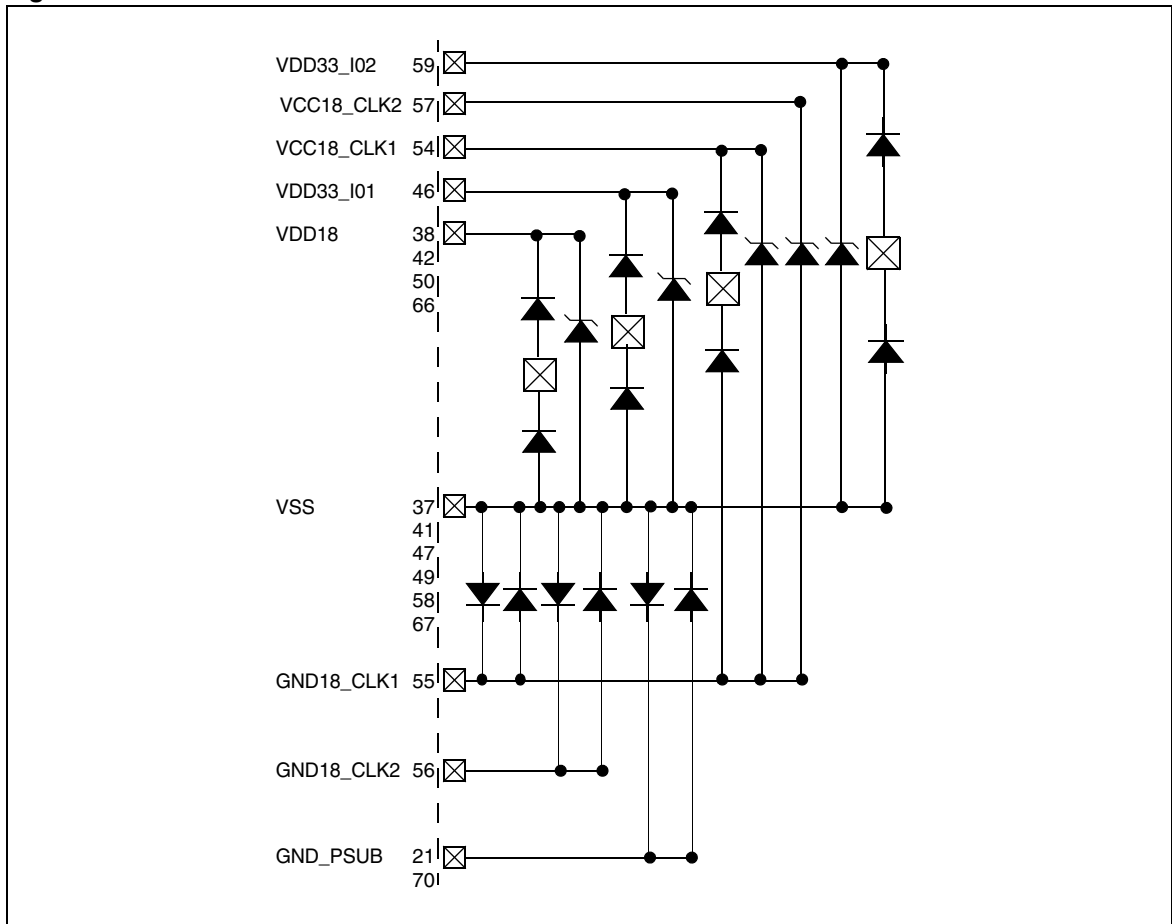 VDD33_I02 59
VCC18_CLK2 57
VCC18_CLK1 54
VDD33_I01 46
VDD18 38
42
50
66
VSS 37
41
47
49
58
67
GND18_CLK1 55
GND18_CLK2 56
GND_PSUB 21
70